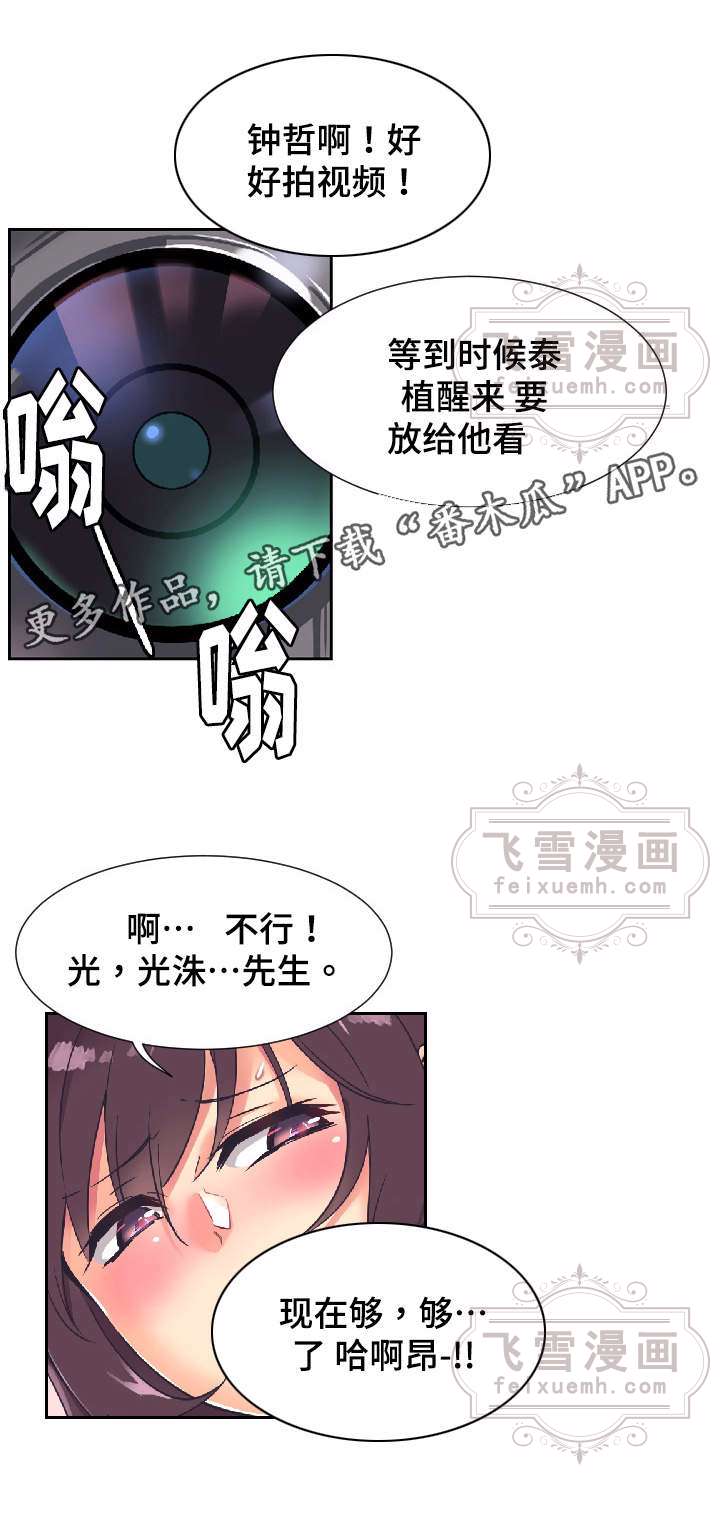 钟哲啊！好
好拍视频！
等到时候泰
植醒来 要
放给他看
飞雪漫画
feixuemh.com
嗡
更多作品，请下载“番木瓜”APP。
嗡
飞雪漫画
feixuemh.com
啊… 不行！
光，光洙…先生。
现在够，够…
了 哈啊昂-!!
飞雪漫画
feixuemh.com